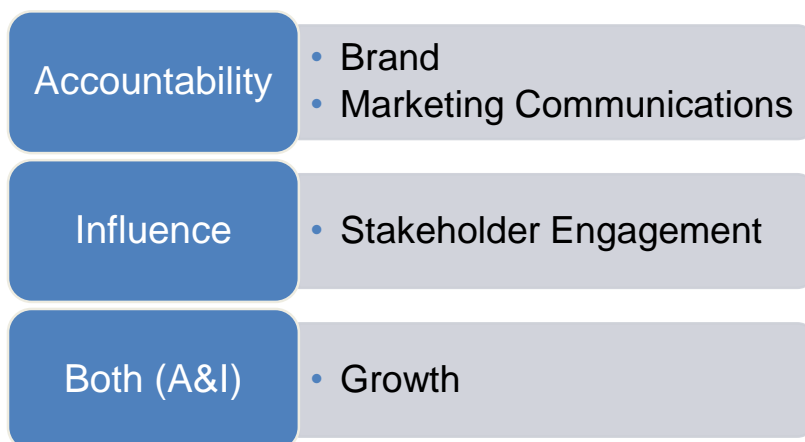 Accountability
• Brand
• Marketing Communications
Influence
• Stakeholder Engagement
Both (A&I)
• Growth